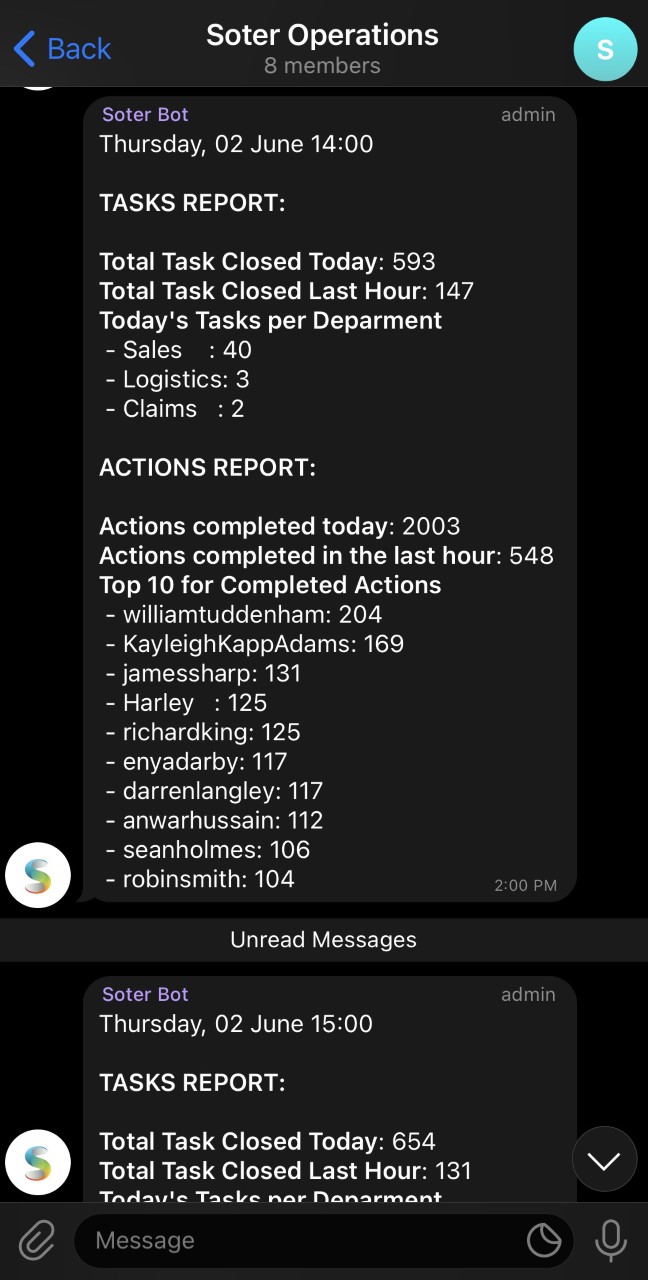 Back
Soter Operations
8 members
S
Soter Bot admin
Thursday, 02 June 14:00
TASKS REPORT:
Total Task Closed Today: 593
Total Task Closed Last Hour: 147
Today's Tasks per Deparment
- Sales : 40
- Logistics: 3
- Claims : 2
ACTIONS REPORT:
Actions completed today: 2003
Actions completed in the last hour: 548
Top 10 for Completed Actions
- williamtuddenham: 204
- KayleighKappAdams: 169
- jamessharp: 131
- Harley : 125
- richardking: 125
- enyadarby: 117
- darrenlangley: 117
- anwarhussain: 112
- seanholmes: 106
- robinsmith: 104
2:00 PM
Unread Messages
Soter Bot admin
Thursday, 02 June 15:00
TASKS REPORT:
Total Task Closed Today: 654
Total Task Closed Last Hour: 131
Today's Tasks per Deparment
Message